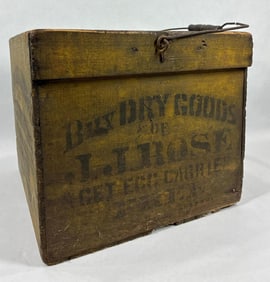 Buy DRY GOODS
OF
J.J. ROSE
GET EGG CARRIER